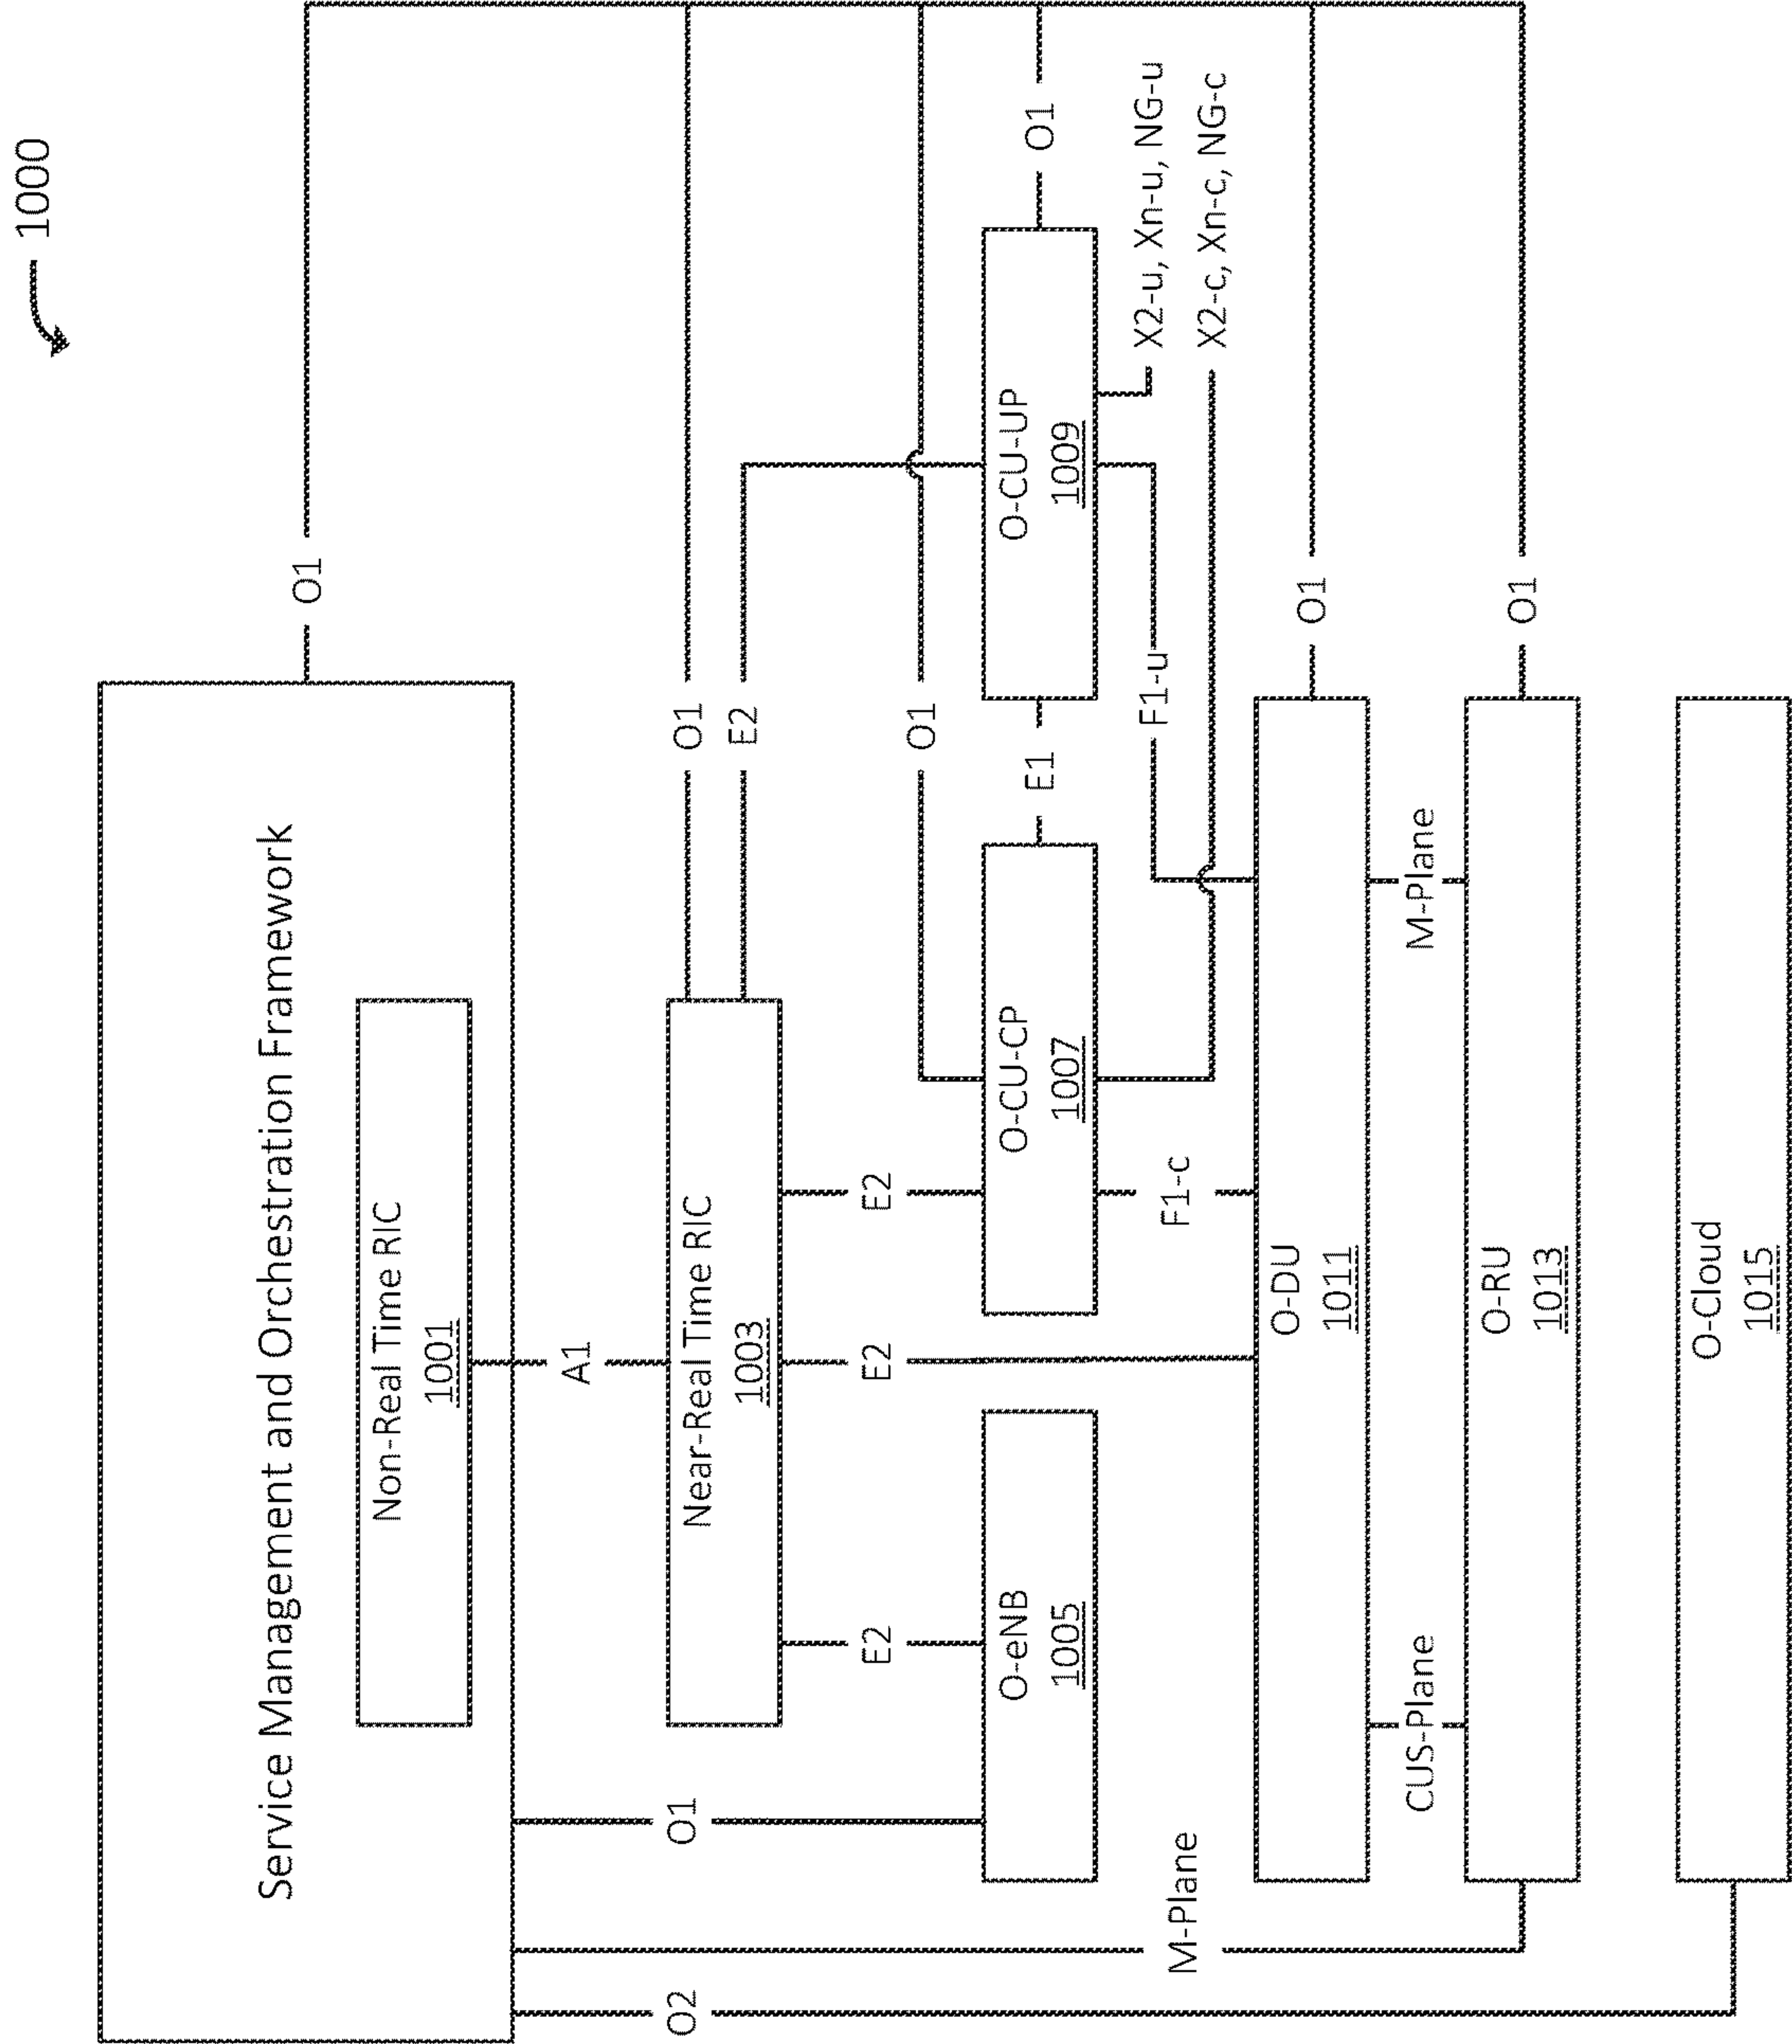 1000
Service Management and Orchestration Framework
Non-Real Time RIC
1001
O1
A1
O2
O1
Near-Real Time RIC
1003
O1
E2
E2
E2
E2
O1
O-eNB
1005
O-CU-CP
1007
E1
O-CU-UP
1009
O1
M-Plane
F1-c
F1-u
X2-u, Xn-u, NG-u
X2-c, Xn-c, NG-c
O-DU
1011
O1
CUS-Plane
M-Plane
O-RU
1013
O1
O-Cloud
1015